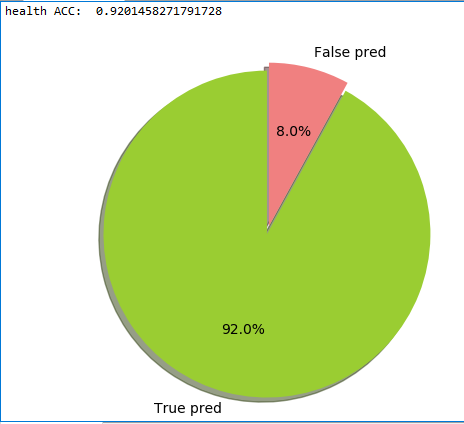 health ACC:  0.9201458271791728
False pred
8.0%
92.0%
True pred